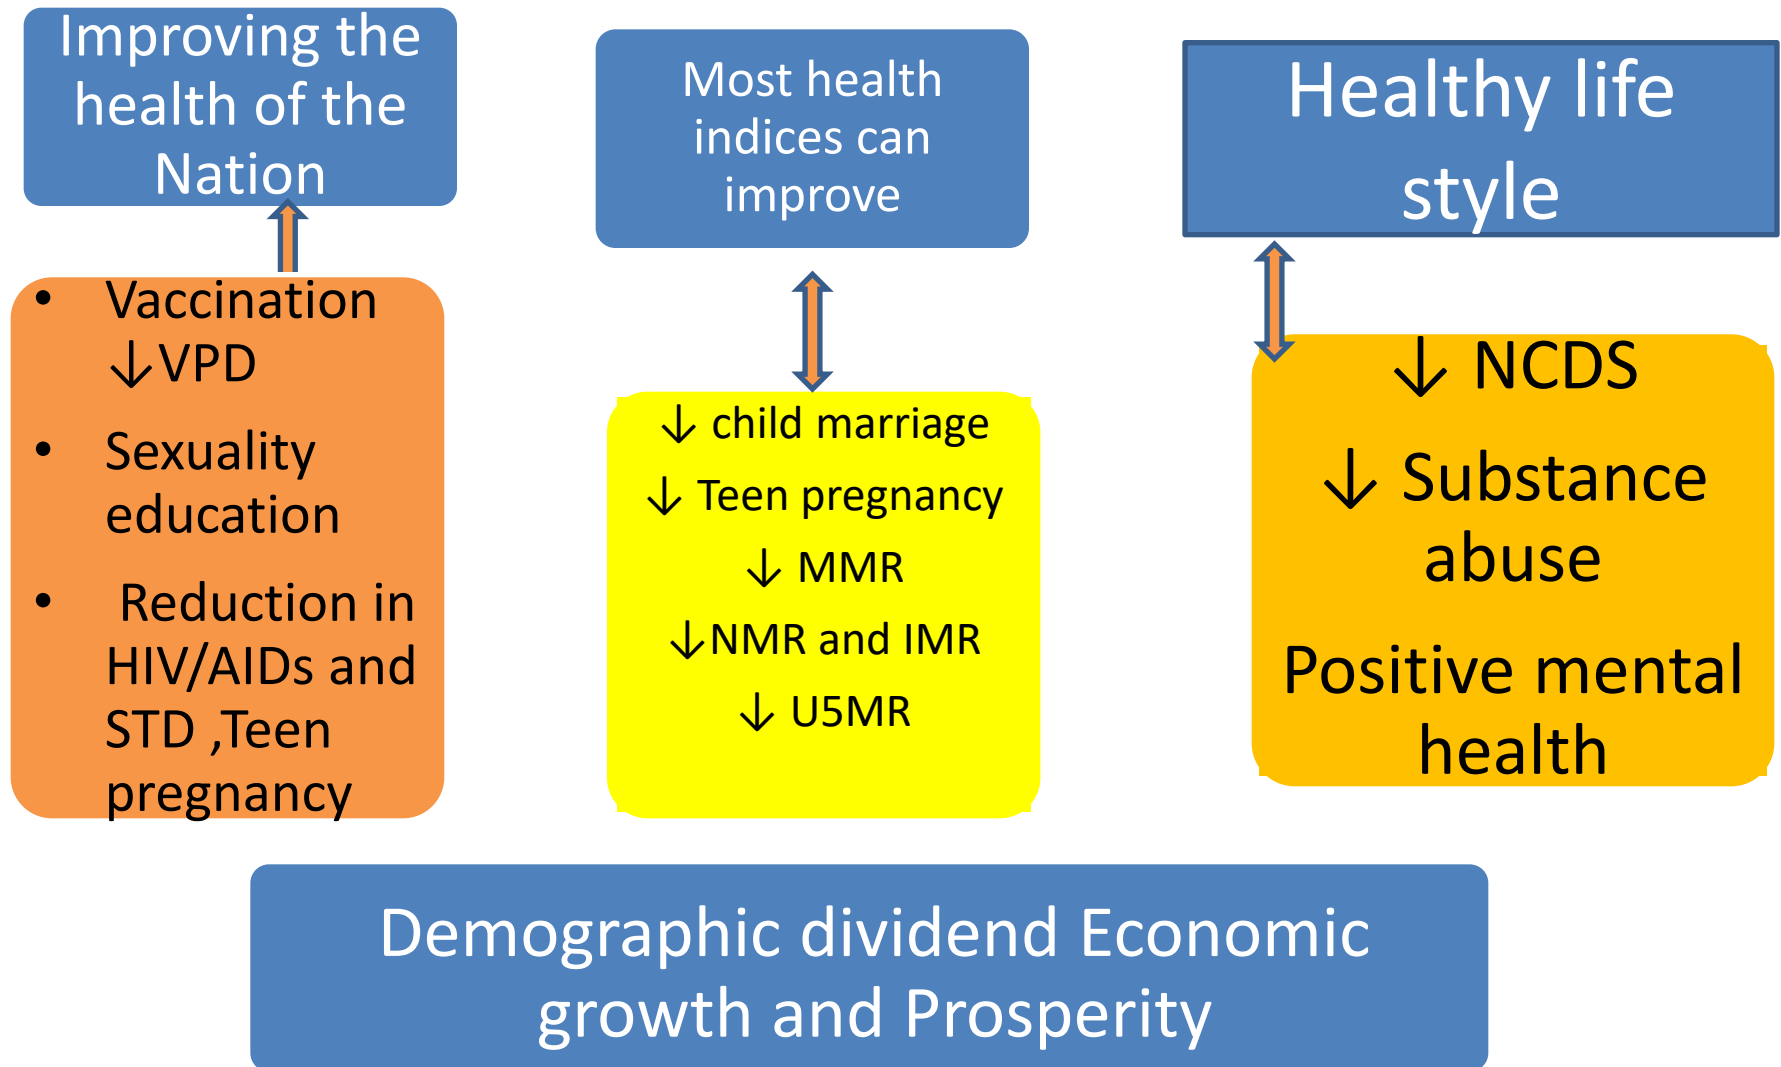 Improving the
health of the
Nation
• Vaccination
↓VPD
• Sexuality
education
• Reduction in
HIV/AIDs and
STD ,Teen
pregnancy
Most health
indices can
improve
↓ child marriage
↓ Teen pregnancy
↓ MMR
↓NMR and IMR
↓ U5MR
Healthy life
style
↓ NCDS
↓ Substance
abuse
Positive mental
health
Demographic dividend Economic
growth and Prosperity